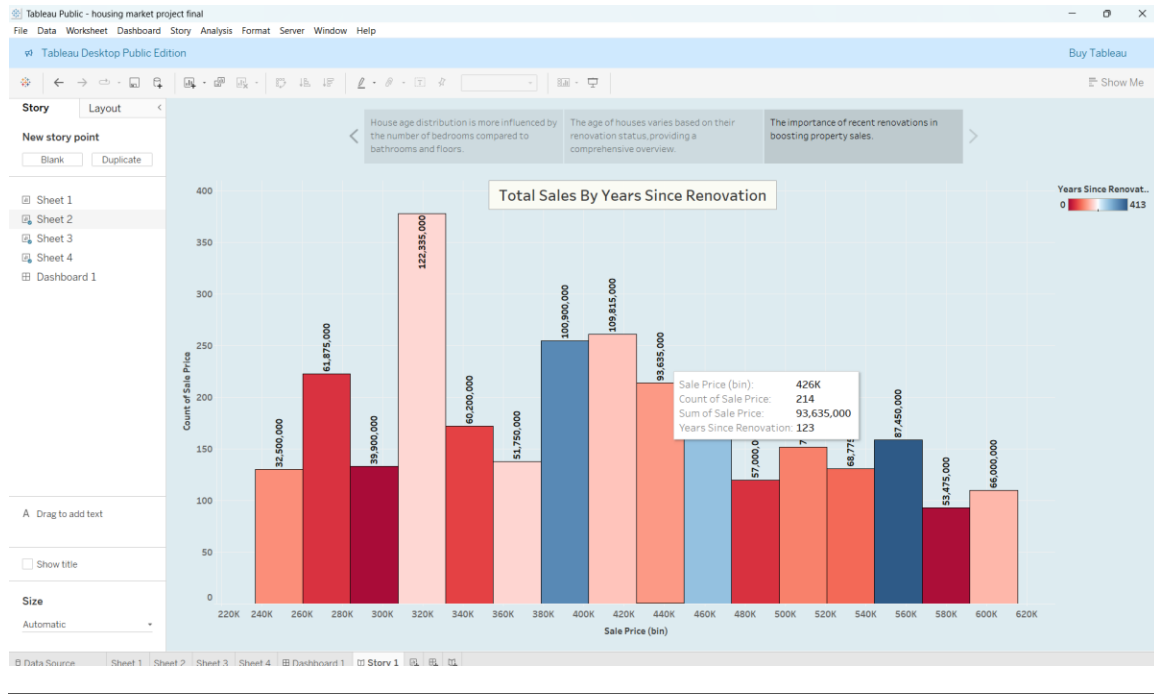 Tableau Public - housing market project final
File Data Worksheet Dashboard Story Analysis Format Server Window Help
Tableau Desktop Public Edition
Buy Tableau
Show Me
Story
Layout
New story point
Blank
Duplicate
Sheet 1
Sheet 2
Sheet 3
Sheet 4
Dashboard 1
A Drag to add text
Show title
Size
Automatic
House age distribution is more influenced by
the number of bedrooms compared to
bathrooms and floors.
The age of houses varies based on their
renovation status, providing a
comprehensive overview.
The importance of recent renovations in
boosting property sales.
Total Sales By Years Since Renovation
Years Since Renovat..
0
413
Count of Sale Price
400
350
300
250
200
150
100
50
0
32,500,000
61,875,000
39,900,000
122,335,000
60,200,000
51,750,000
100,900,000
109,815,000
93,635,000
57,000,0
7
68,775
87,450,000
53,475,000
66,000,000
Sale Price (bin): 426K
Count of Sale Price: 214
Sum of Sale Price: 93,635,000
Years Since Renovation: 123
220K 240K 260K 280K 300K 320K 340K 360K 380K 400K 420K 440K 460K 480K 500K 520K 540K 560K 580K 600K 620K
Sale Price (bin)
Data Source Sheet 1 Sheet 2 Sheet 3 Sheet 4 Dashboard 1 Story 1